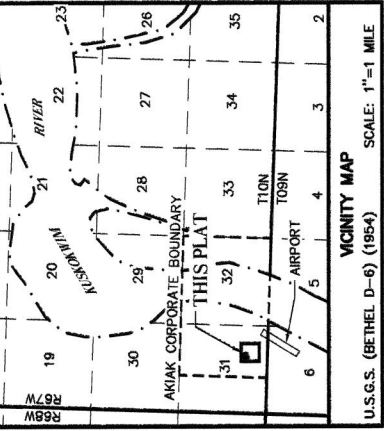 R68W
R67W
19
20
21
22
23
KUSKOKWIM
RIVER
30
29
28
27
26
AKIAK CORPORATE BOUNDARY
THIS PLAT
31
32
33
34
35
T10N
T09N
AIRPORT
6
5
4
3
2
VICINITY MAP
U.S.G.S. (BETHEL D-6) (1954) SCALE: 1"=1 MILE